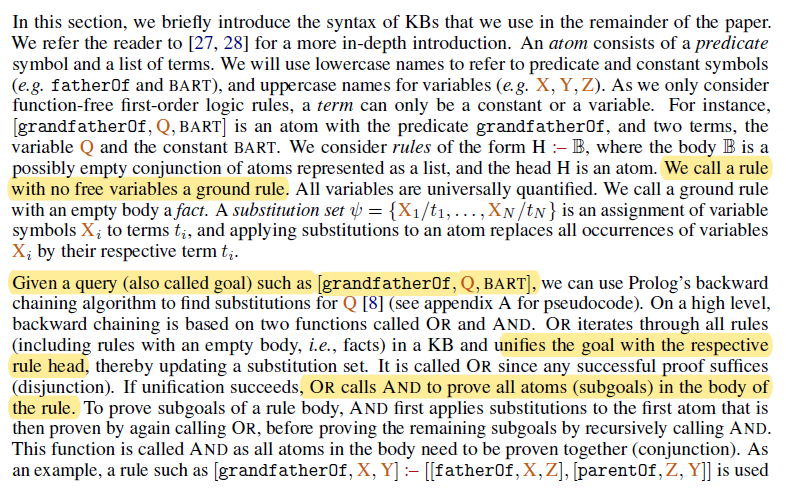 In this section, we briefly introduce the syntax of KBs that we use in the remainder of the paper.
We refer the reader to [27, 28] for a more in-depth introduction. An atom consists of a predicate
symbol and a list of terms. We will use lowercase names to refer to predicate and constant symbols
(e.g. fatherOf and BART), and uppercase names for variables (e.g. X, Y, Z). As we only consider
function-free first-order logic rules, a term can only be a constant or a variable. For instance,
[grandfatherOf, Q, BART] is an atom with the predicate grandfatherOf, and two terms, the
variable Q and the constant BART. We consider rules of the form H :– 𝔹, where the body 𝔹 is a
possibly empty conjunction of atoms represented as a list, and the head H is an atom. We call a rule
with no free variables a ground rule. All variables are universally quantified. We call a ground rule
with an empty body a fact. A substitution set ψ = {X₁/t₁, . . . , X_N/t_N} is an assignment of variable
symbols Xᵢ to terms tᵢ, and applying substitutions to an atom replaces all occurrences of variables
Xᵢ by their respective term tᵢ.
Given a query (also called goal) such as [grandfatherOf, Q, BART], we can use Prolog's backward
chaining algorithm to find substitutions for Q [8] (see appendix A for pseudocode). On a high level,
backward chaining is based on two functions called OR and AND. OR iterates through all rules
(including rules with an empty body, i.e., facts) in a KB and unifies the goal with the respective
rule head, thereby updating a substitution set. It is called OR since any successful proof suffices
(disjunction). If unification succeeds, OR calls AND to prove all atoms (subgoals) in the body of
the rule. To prove subgoals of a rule body, AND first applies substitutions to the first atom that is
then proven by again calling OR, before proving the remaining subgoals by recursively calling AND.
This function is called AND as all atoms in the body need to be proven together (conjunction). As
an example, a rule such as [grandfatherOf, X, Y] :– [[fatherOf, X, Z], [parentOf, Z, Y]] is used